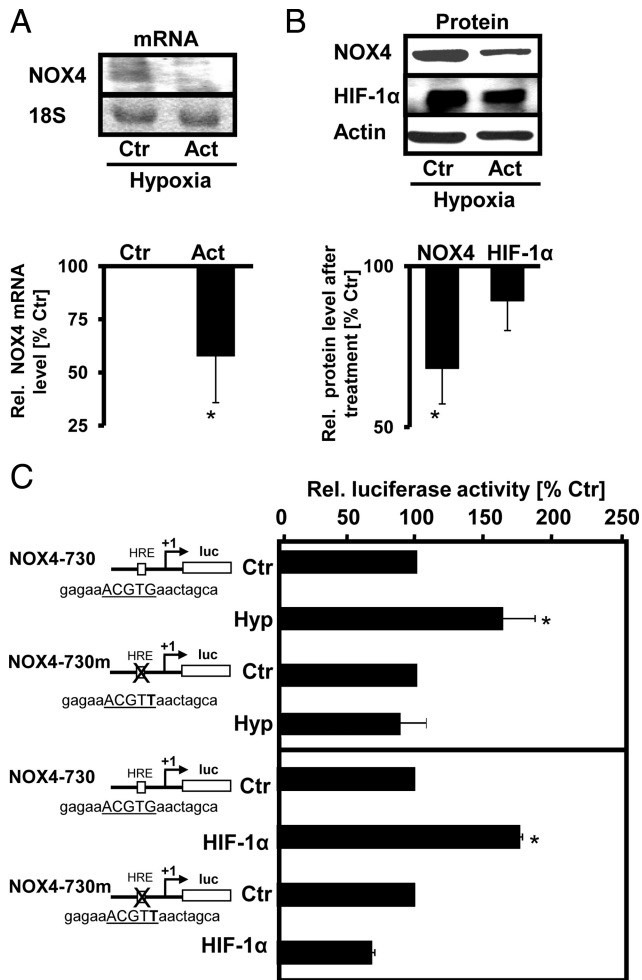 A
mRNA
NOX4
18S
Ctr Act
Hypoxia
Ctr Act
100
75
50
25
Rel. NOX4 mRNA
level [% Ctr]
*
B
Protein
NOX4
HIF-1α
Actin
Ctr Act
Hypoxia
NOX4 HIF-1α
100
50
Rel. protein level after
treatment [% Ctr]
*
C
Rel. luciferase activity [% Ctr]
0 50 100 150 200 250
NOX4-730 HRE +1 luc
gagaaACGTGaactagca
Ctr
Hyp *
NOX4-730m HRE +1 luc
gagaaACGTTaactagca
Ctr
Hyp
NOX4-730 HRE +1 luc
gagaaACGTGaactagca
Ctr
HIF-1α *
NOX4-730m HRE +1 luc
gagaaACGTTaactagca
Ctr
HIF-1α